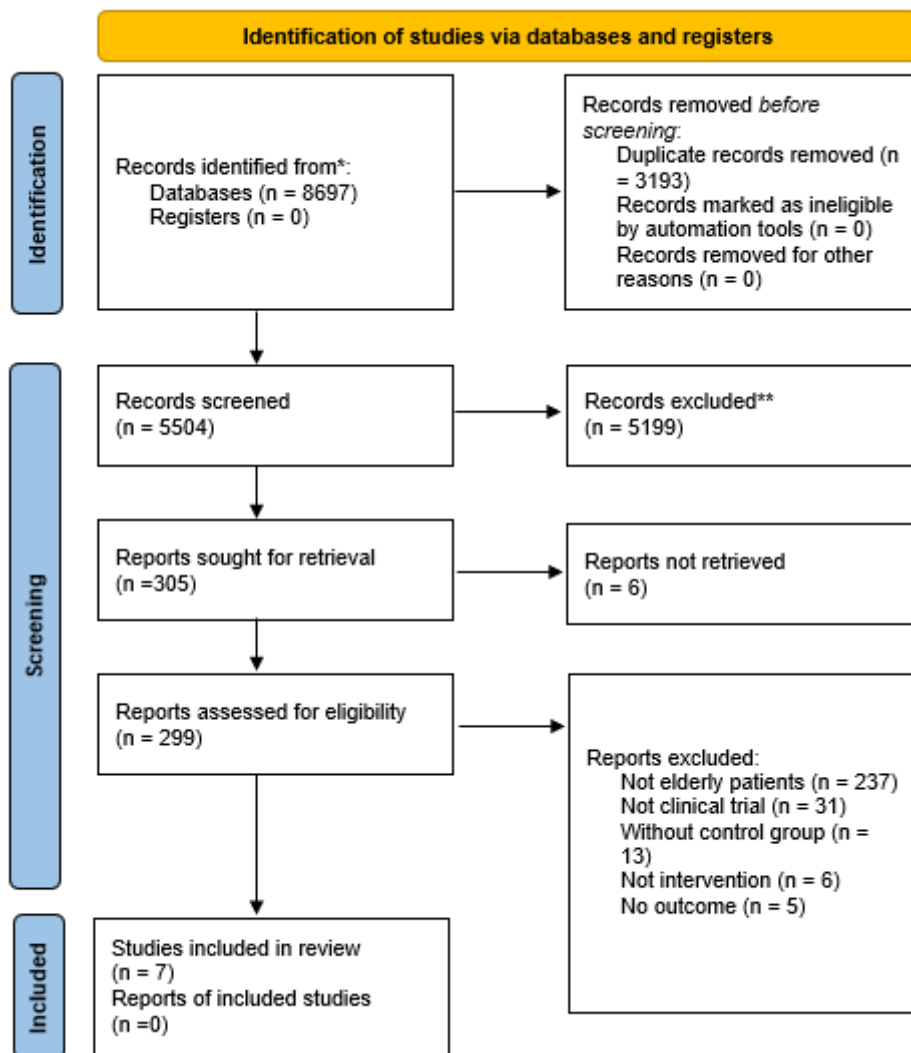 Identification of studies via databases and registers
Identification
Records identified from*:
Databases (n = 8697)
Registers (n = 0)
Records removed before
screening:
Duplicate records removed (n
= 3193)
Records marked as ineligible
by automation tools (n = 0)
Records removed for other
reasons (n = 0)
Screening
Records screened
(n = 5504)
Records excluded**
(n = 5199)
Reports sought for retrieval
(n =305)
Reports not retrieved
(n = 6)
Reports assessed for eligibility
(n = 299)
Reports excluded:
Not elderly patients (n = 237)
Not clinical trial (n = 31)
Without control group (n =
13)
Not intervention (n = 6)
No outcome (n = 5)
Included
Studies included in review
(n = 7)
Reports of included studies
(n =0)